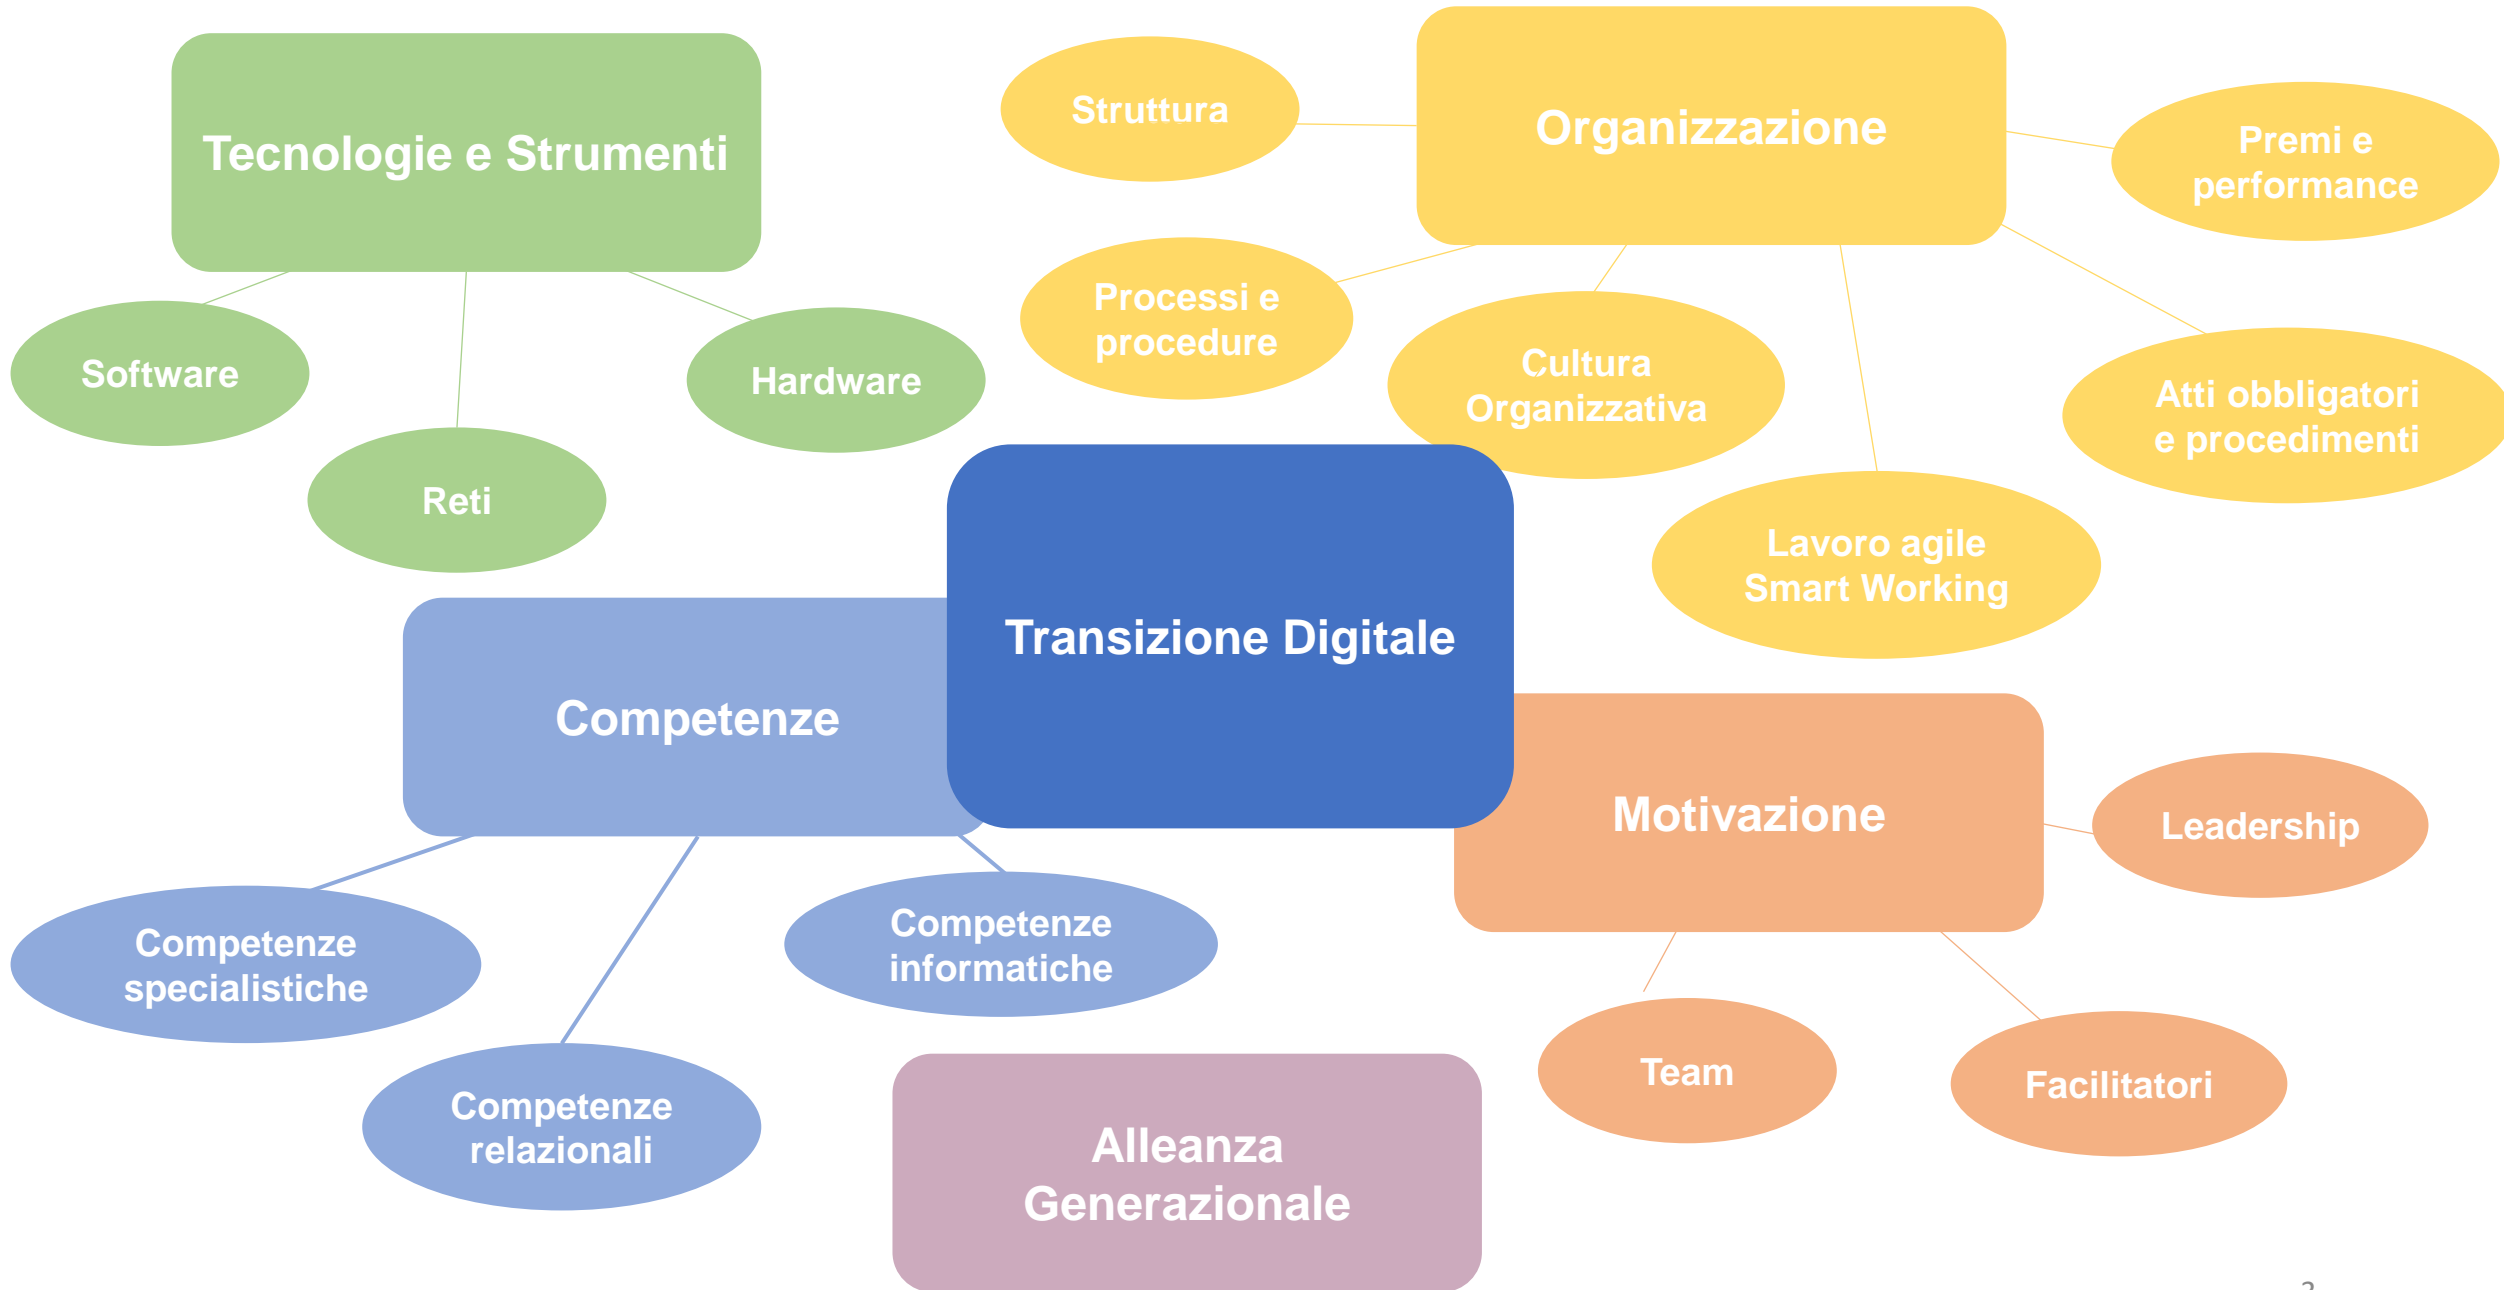 Tecnologie e Strumenti
Software
Reti
Hardware
Organizzazione
Struttura
Processi e
procedure
Cultura
Organizzativa
Lavoro agile
Smart Working
Atti obbligatori
e procedimenti
Premi e
performance
Transizione Digitale
Competenze
Competenze
specialistiche
Competenze
relazionali
Competenze
informatiche
Motivazione
Leadership
Team
Facilitatori
Alleanza
Generazionale